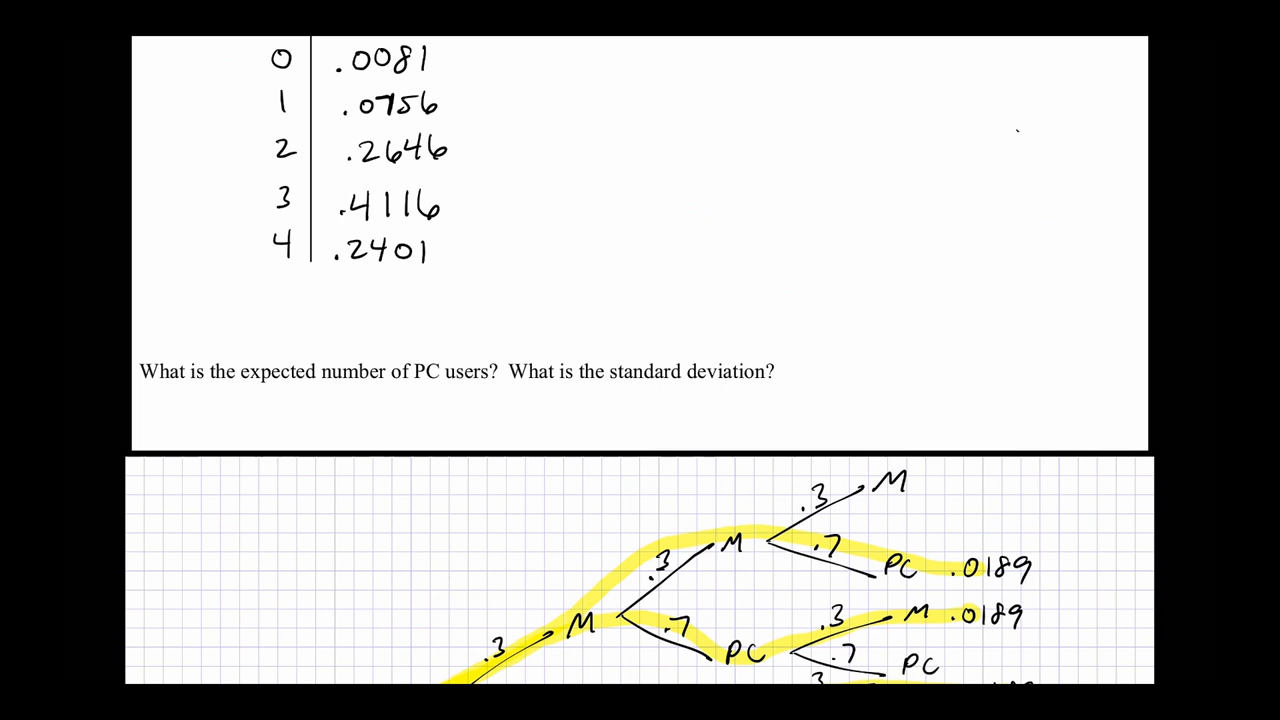 0 .0081
1 .0756
2 .2646
3 .4116
4 .2401
What is the expected number of PC users? What is the standard deviation?
.3 M
.3 M .7 PC .0189
.3 M .7 PC .3 M .0189
.7 PC